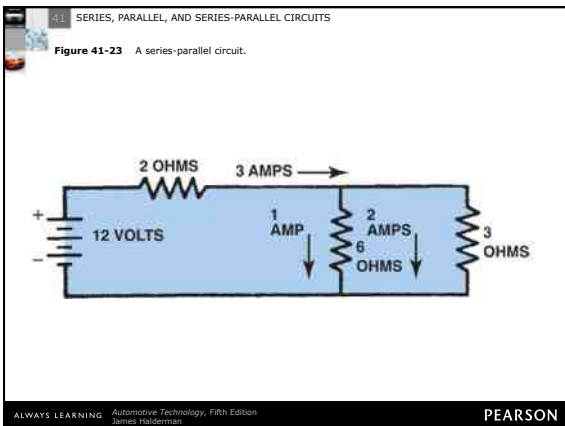 41 SERIES, PARALLEL, AND SERIES-PARALLEL CIRCUITS
Figure 41-23 A series-parallel circuit.
2 OHMS
3 AMPS
+
12 VOLTS
−
1
AMP
6
OHMS
2
AMPS
3
OHMS
ALWAYS LEARNING
Automotive Technology, Fifth Edition
James Halderman
PEARSON